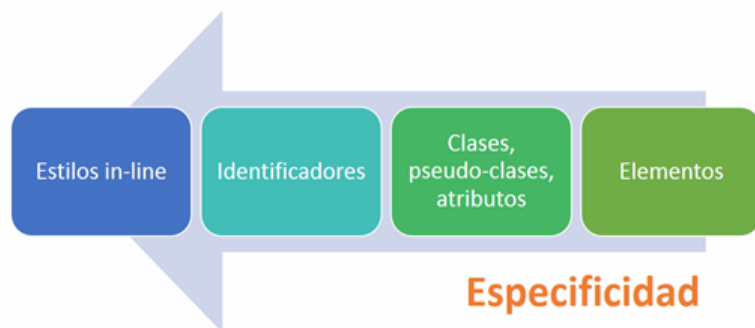 Estilos in-line
Identificadores
Clases,
pseudo-clases,
atributos
Elementos
Especificidad